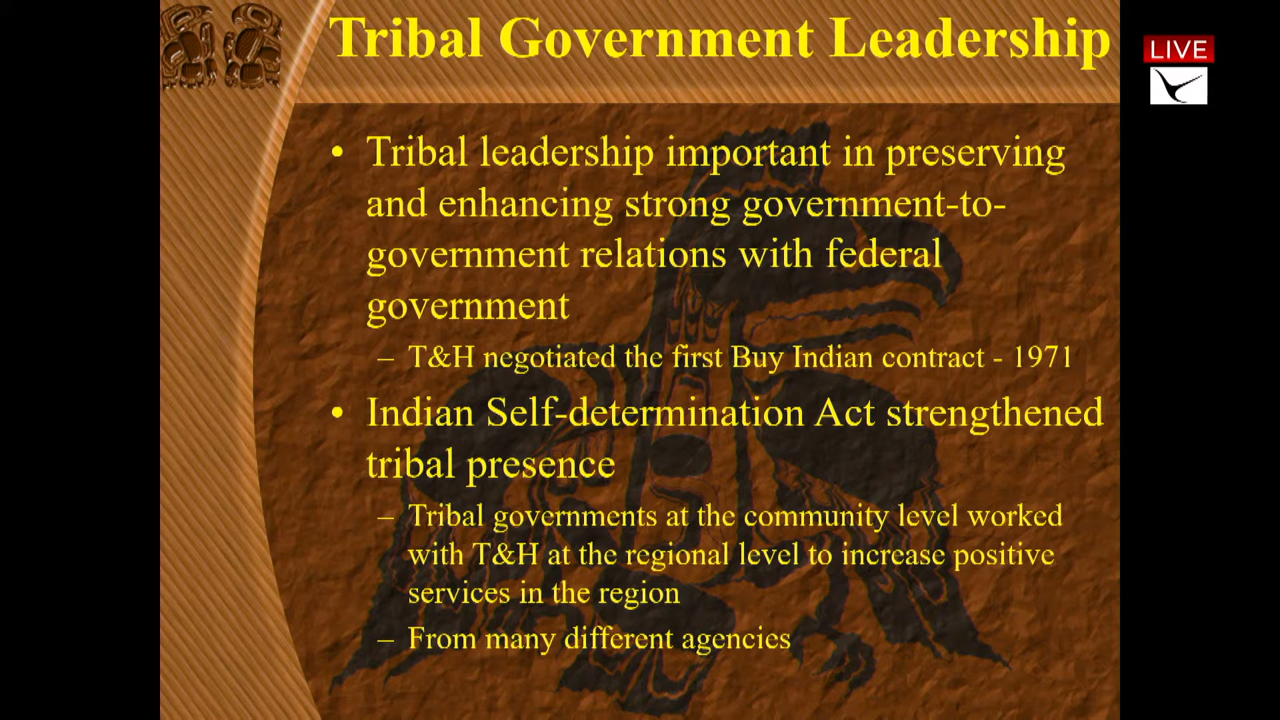 Tribal Government Leadership
LIVE
• Tribal leadership important in preserving
and enhancing strong government-to-
government relations with federal
government
– T&H negotiated the first Buy Indian contract - 1971
• Indian Self-determination Act strengthened
tribal presence
– Tribal governments at the community level worked
with T&H at the regional level to increase positive
services in the region
– From many different agencies